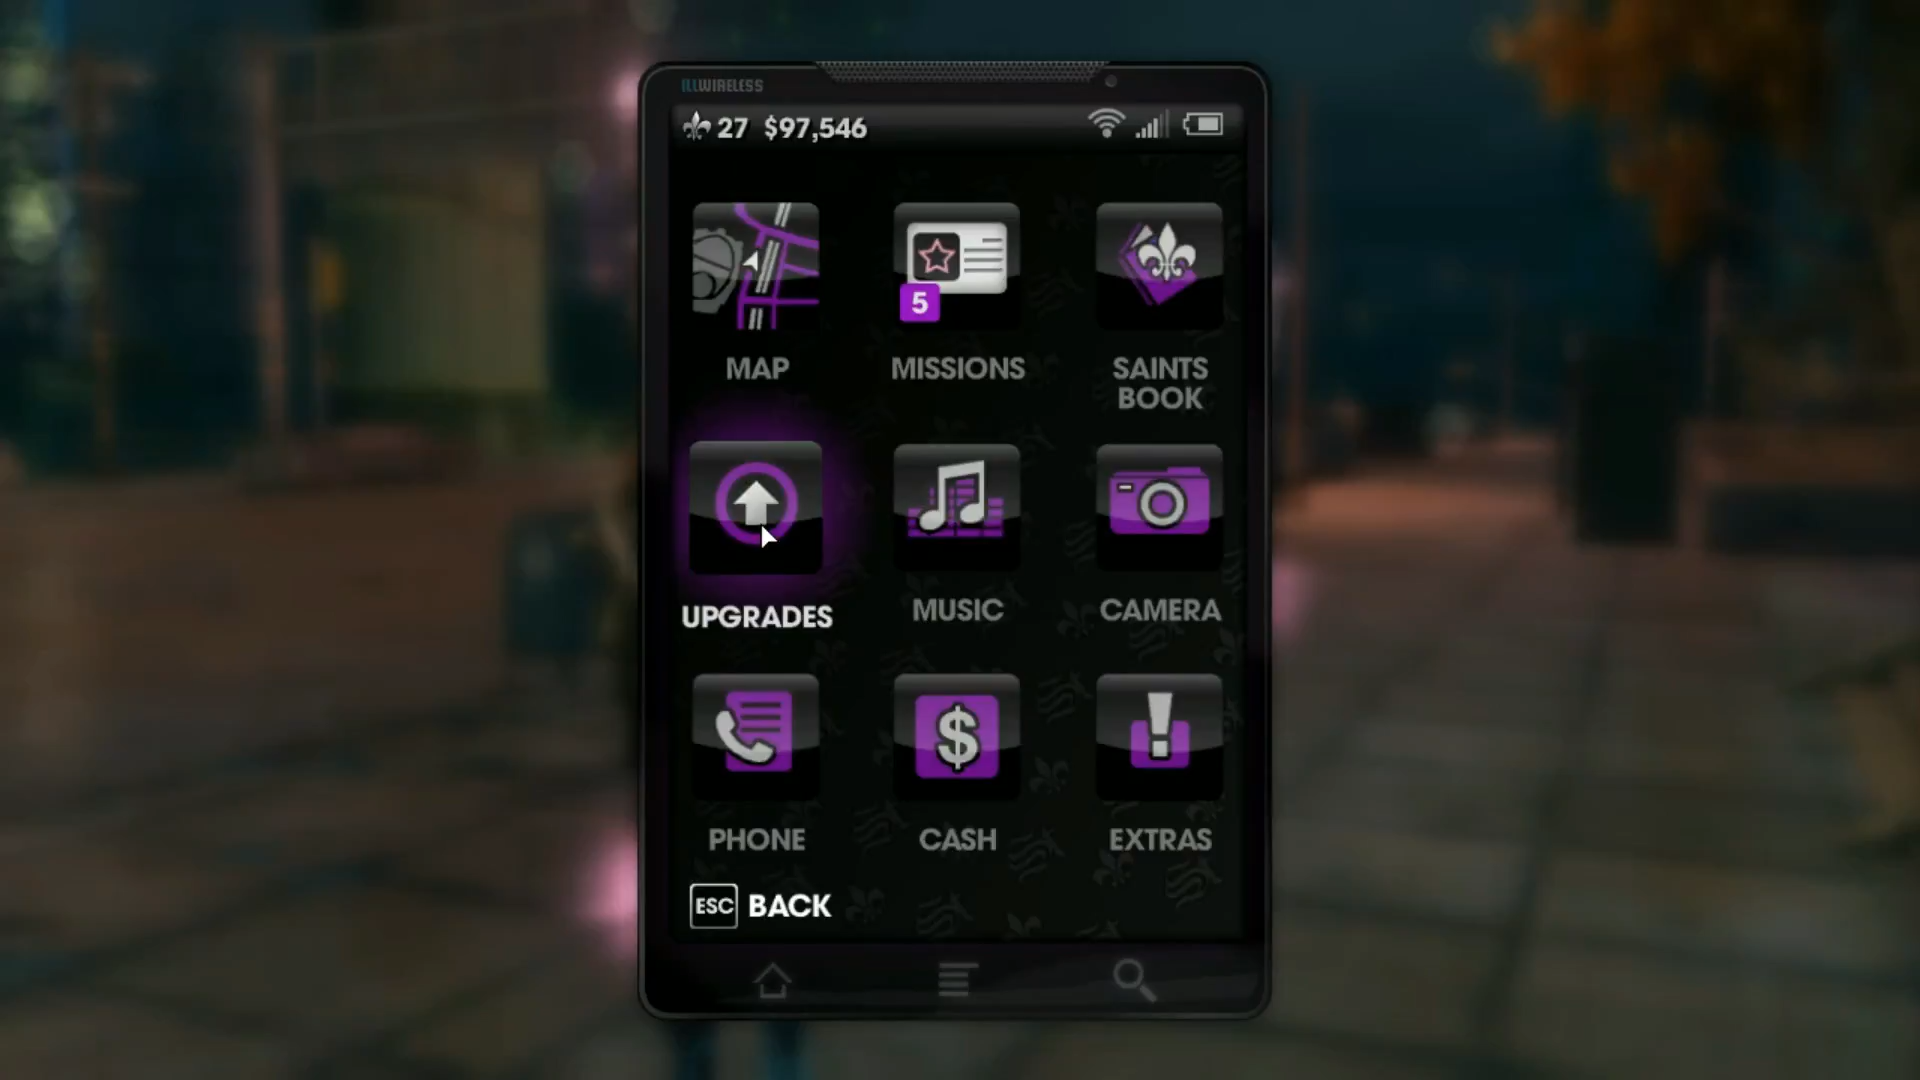 ILLWIRELESS
27 $97,546
5
MAP
MISSIONS
SAINTS
BOOK
UPGRADES
MUSIC
CAMERA
PHONE
$
CASH
!
EXTRAS
ESC BACK